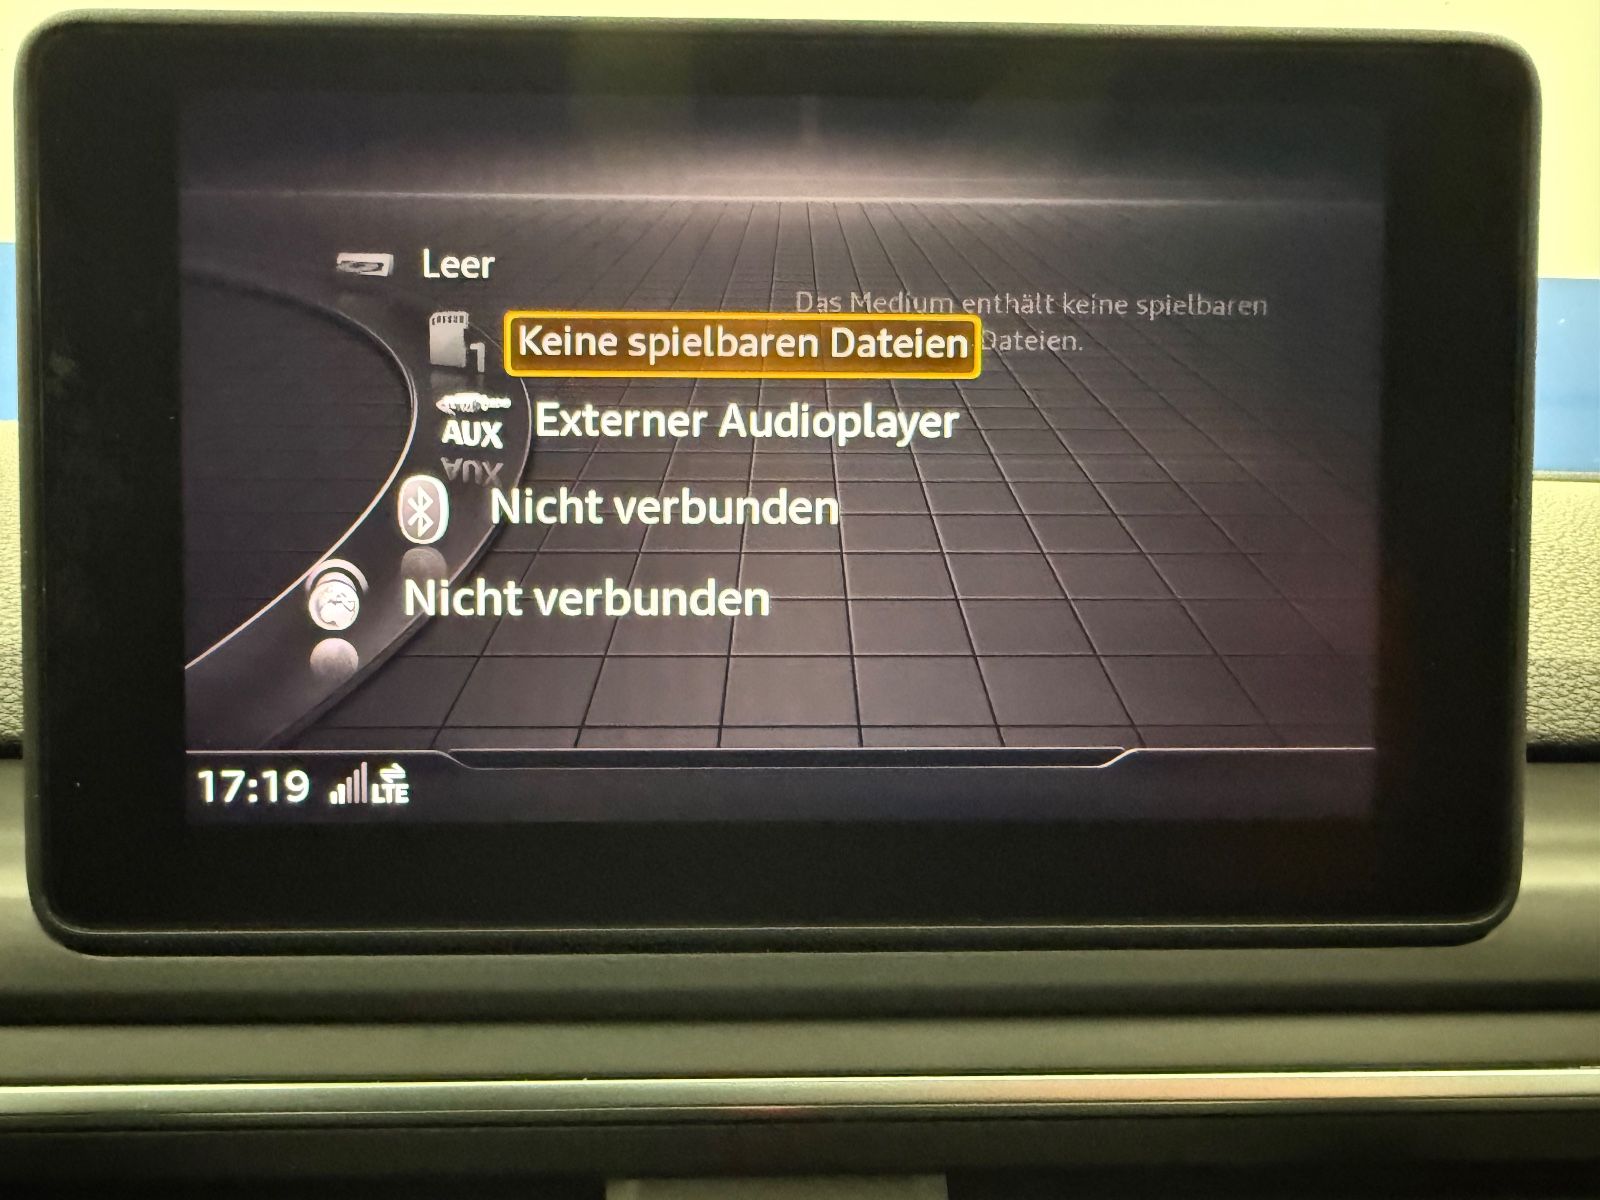 Leer
Das Medium enthält keine spielbaren
Dateien.
1
Keine spielbaren Dateien
AUX
Externer Audioplayer
Nicht verbunden
Nicht verbunden
17:19 LTE